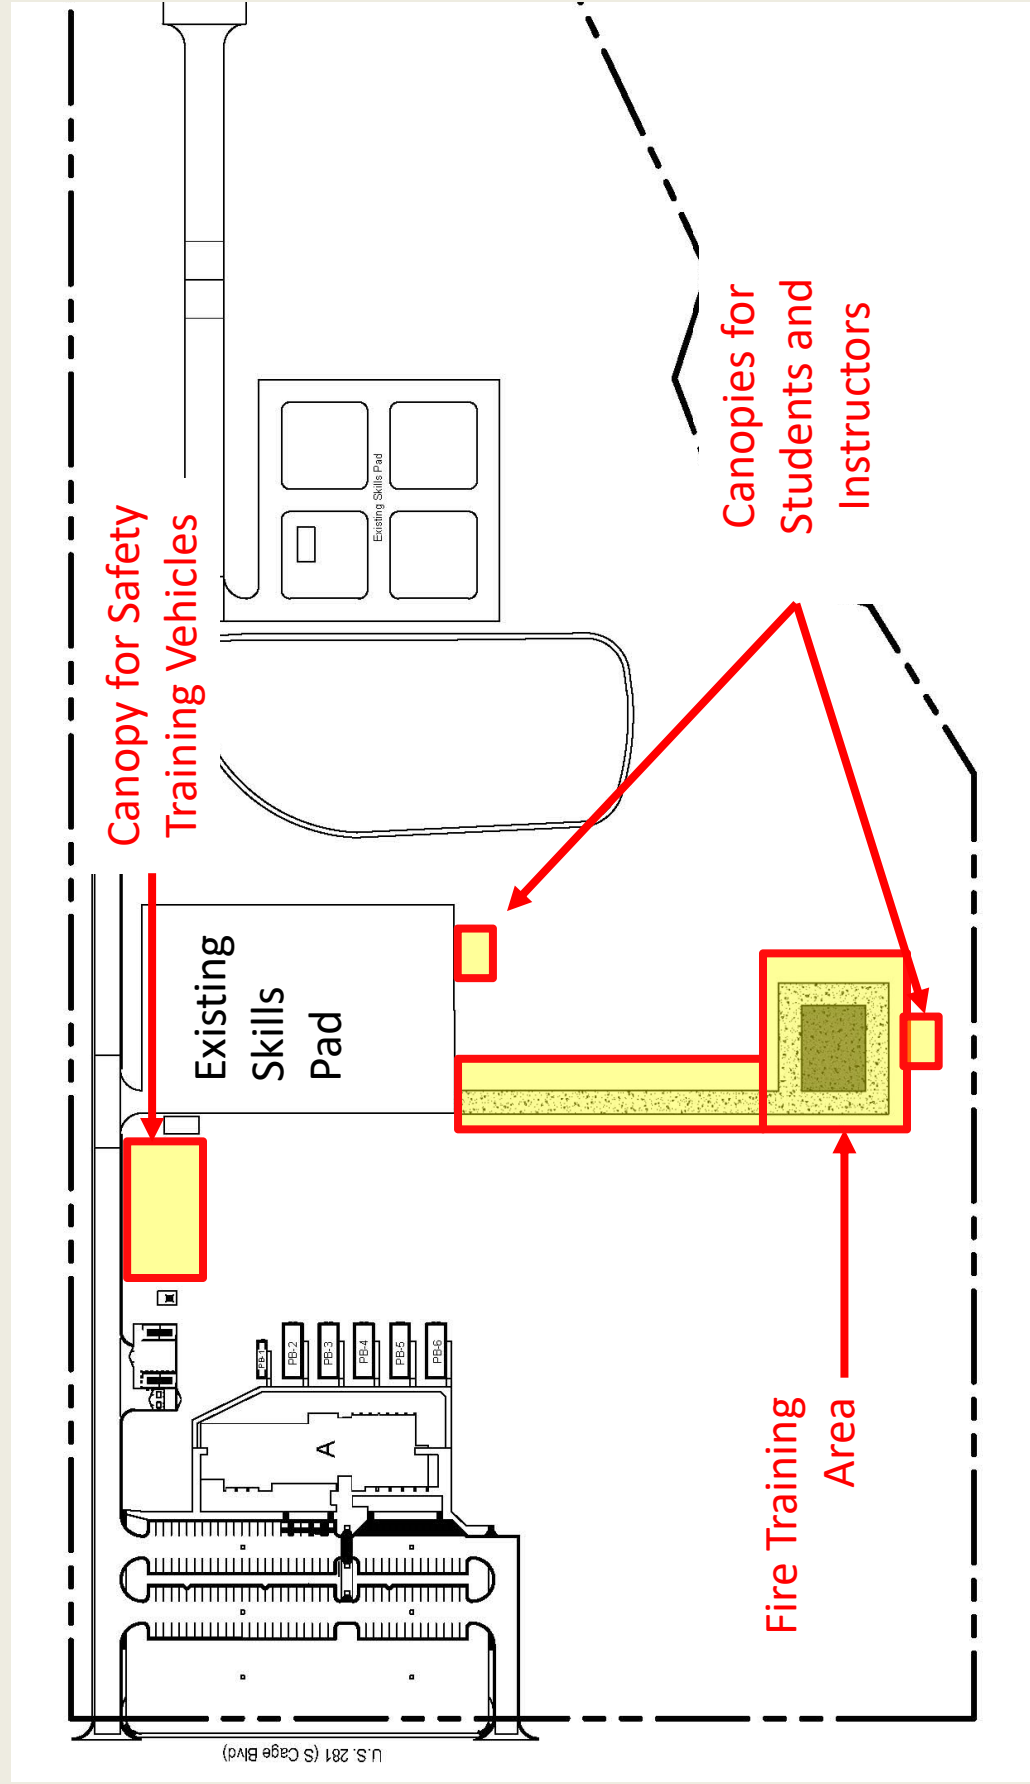 Canopy for Safety
Training Vehicles
Existing Skills Pad
Canopies for
Students and
Instructors
Existing
Skills
Pad
PB-1
PB-2
PB-3
PB-4
PB-5
PB-6
A
Fire Training
Area
U.S. 281 (S Cage Blvd)